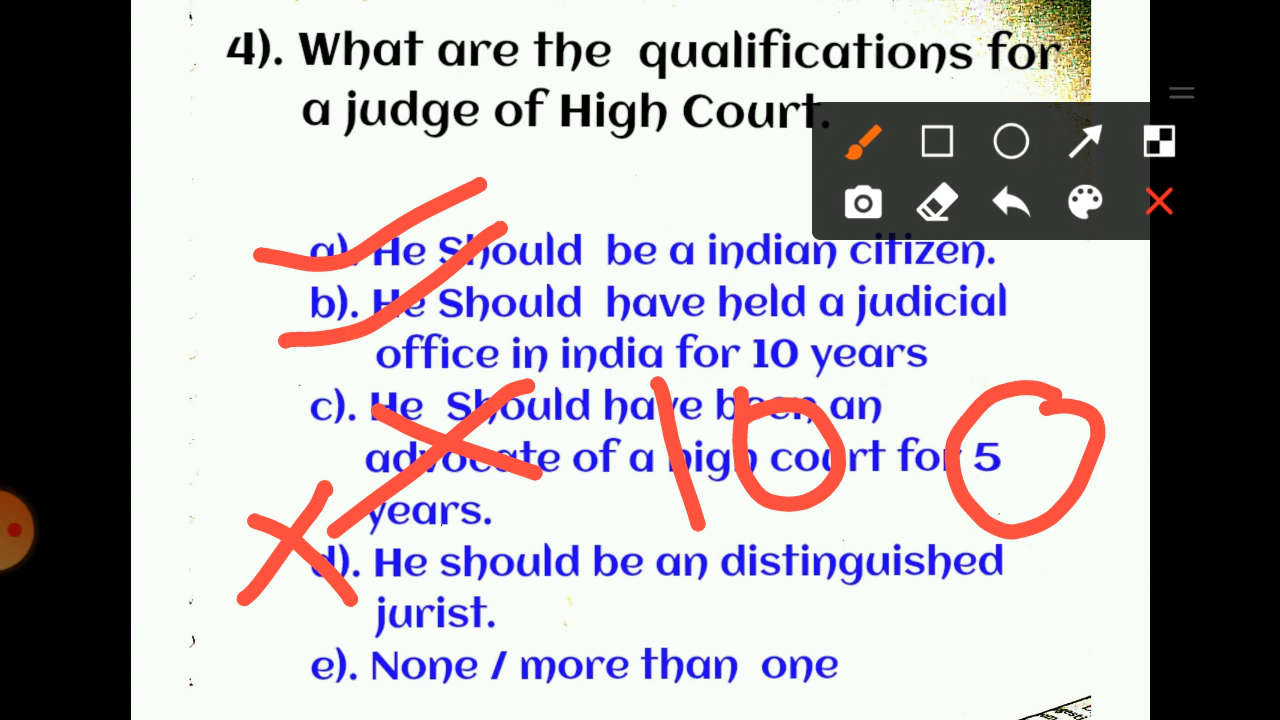 4). What are the qualifications for
a judge of High Court.
a). He Should be a indian citizen.
b). He Should have held a judicial
office in india for 10 years
c). He Should have been an
advocate of a high court for 5
years.
10
d). He should be an distinguished
jurist.
e). None / more than one